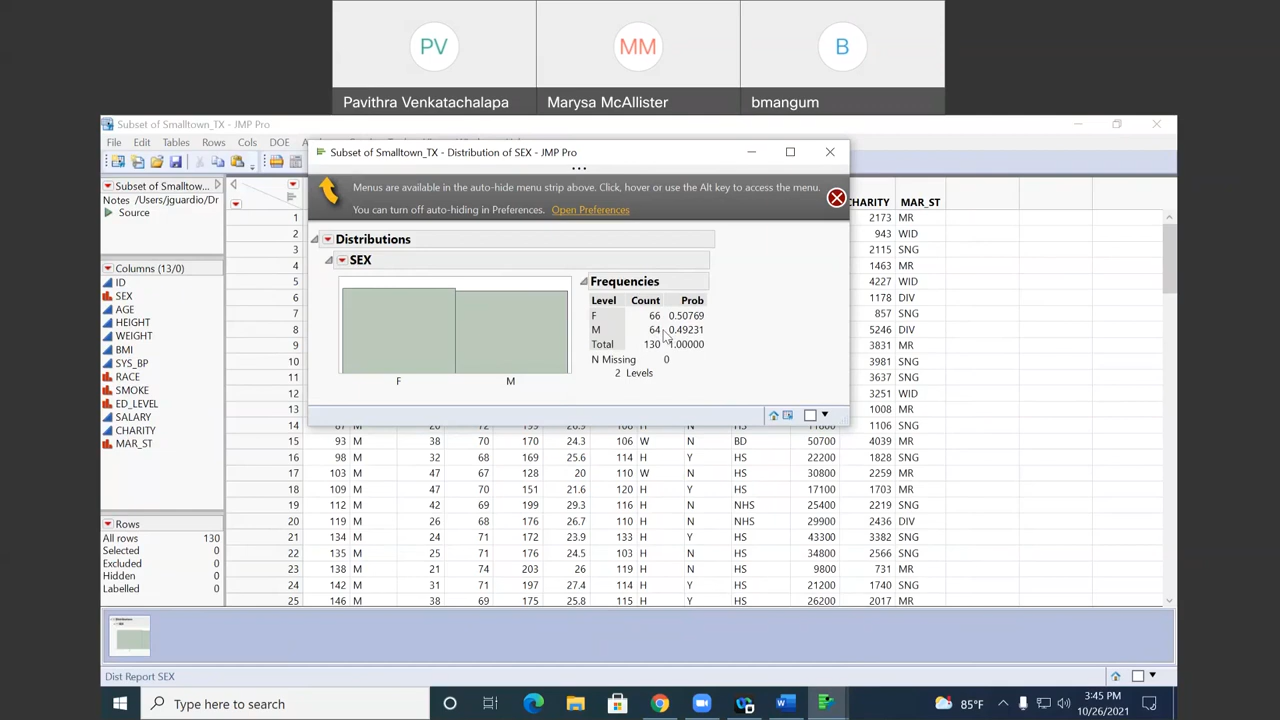 PV
MM
B
Pavithra Venkatachalapa
Marysa McAllister
bmangum
Subset of Smalltown_TX - JMP Pro
File Edit Tables Rows Cols DOE
Subset of Smalltown_TX - Distribution of SEX - JMP Pro
Menus are available in the auto-hide menu strip above. Click, hover or use the Alt key to access the menu.
You can turn off auto-hiding in Preferences. Open Preferences
Subset of Smalltow...
Notes /Users/jguardio/Dr
Source
Columns (13/0)
ID
SEX
AGE
HEIGHT
WEIGHT
BMI
SYS_BP
RACE
SMOKE
ED_LEVEL
SALARY
CHARITY
MAR_ST
Rows
All rows 130
Selected 0
Excluded 0
Hidden 0
Labelled 0
Distributions
SEX
F M
Frequencies
Level Count Prob
F 66 0.50769
M 64 0.49231
Total 130 1.00000
N Missing 0
2 Levels
CHARITY MAR_ST
1 2173 MR
2 943 WID
3 2115 SNG
4 1463 MR
5 4227 WID
6 1178 DIV
7 857 SNG
8 5246 DIV
9 3831 MR
10 3981 SNG
11 3637 SNG
12 3251 WID
13 1008 MR
14 1106 SNG
15 93 M 38 70 170 24.3 106 W N BD 50700 4039 MR
16 98 M 32 68 169 25.6 114 H Y HS 22200 1828 SNG
17 103 M 47 67 128 20 110 W N HS 30800 2259 MR
18 109 M 47 70 151 21.6 120 H Y HS 17100 1703 MR
19 112 M 42 69 199 29.3 116 H N NHS 25400 2219 SNG
20 119 M 26 68 176 26.7 110 H N NHS 29900 2436 DIV
21 134 M 24 71 172 23.9 133 H Y HS 43300 3382 SNG
22 135 M 25 71 176 24.5 103 H N HS 34800 2566 SNG
23 138 M 21 74 203 26 119 H N HS 9800 731 MR
24 142 M 31 71 197 27.4 114 H Y HS 21200 1740 SNG
25 146 M 38 69 175 25.8 115 H Y HS 26200 2017 MR
Dist Report SEX
Type here to search
85°F
3:45 PM
10/26/2021